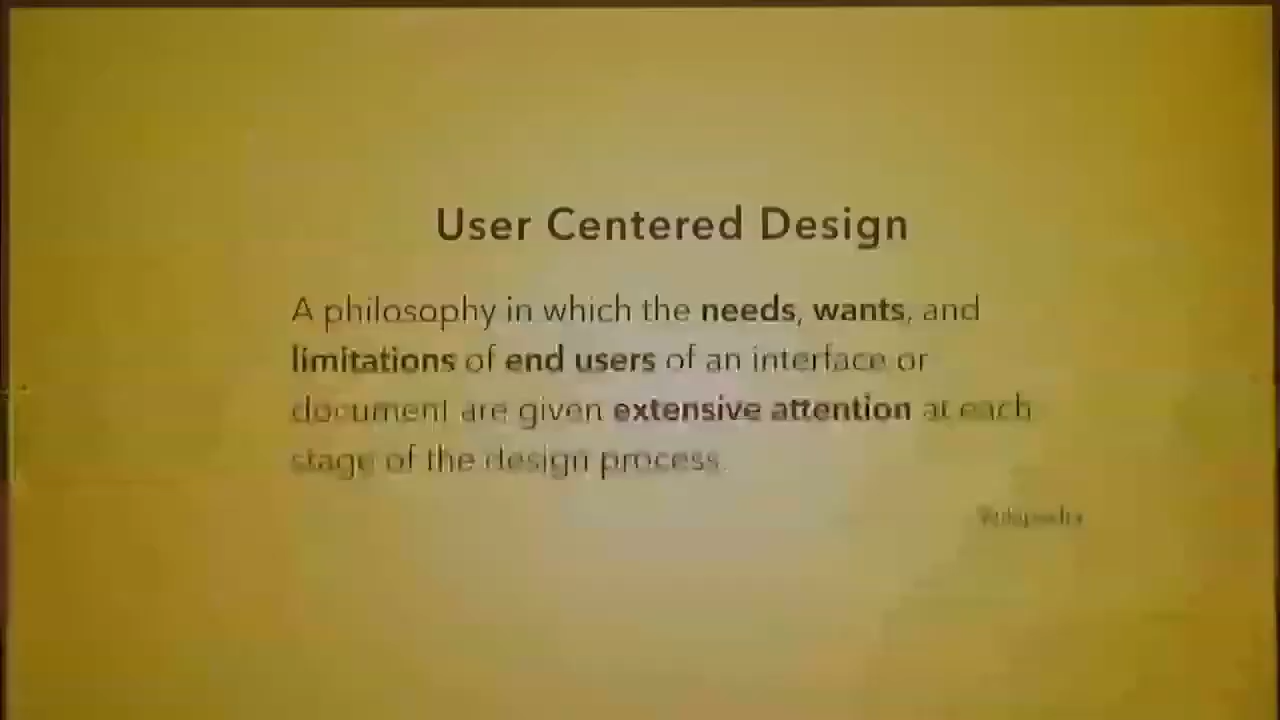 User Centered Design
A philosophy in which the needs, wants, and
limitations of end users of an interface or
document are given extensive attention at each
stage of the design process.
Wikipedia